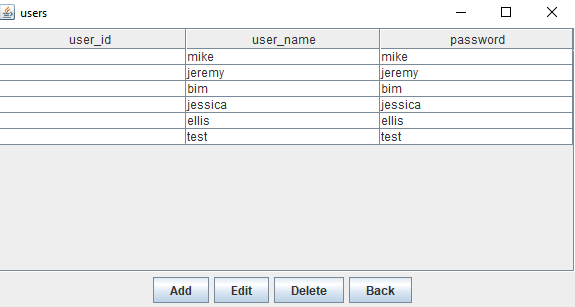 users
user_id user_name password
mike mike
jeremy jeremy
bim bim
jessica jessica
ellis ellis
test test
Add Edit Delete Back